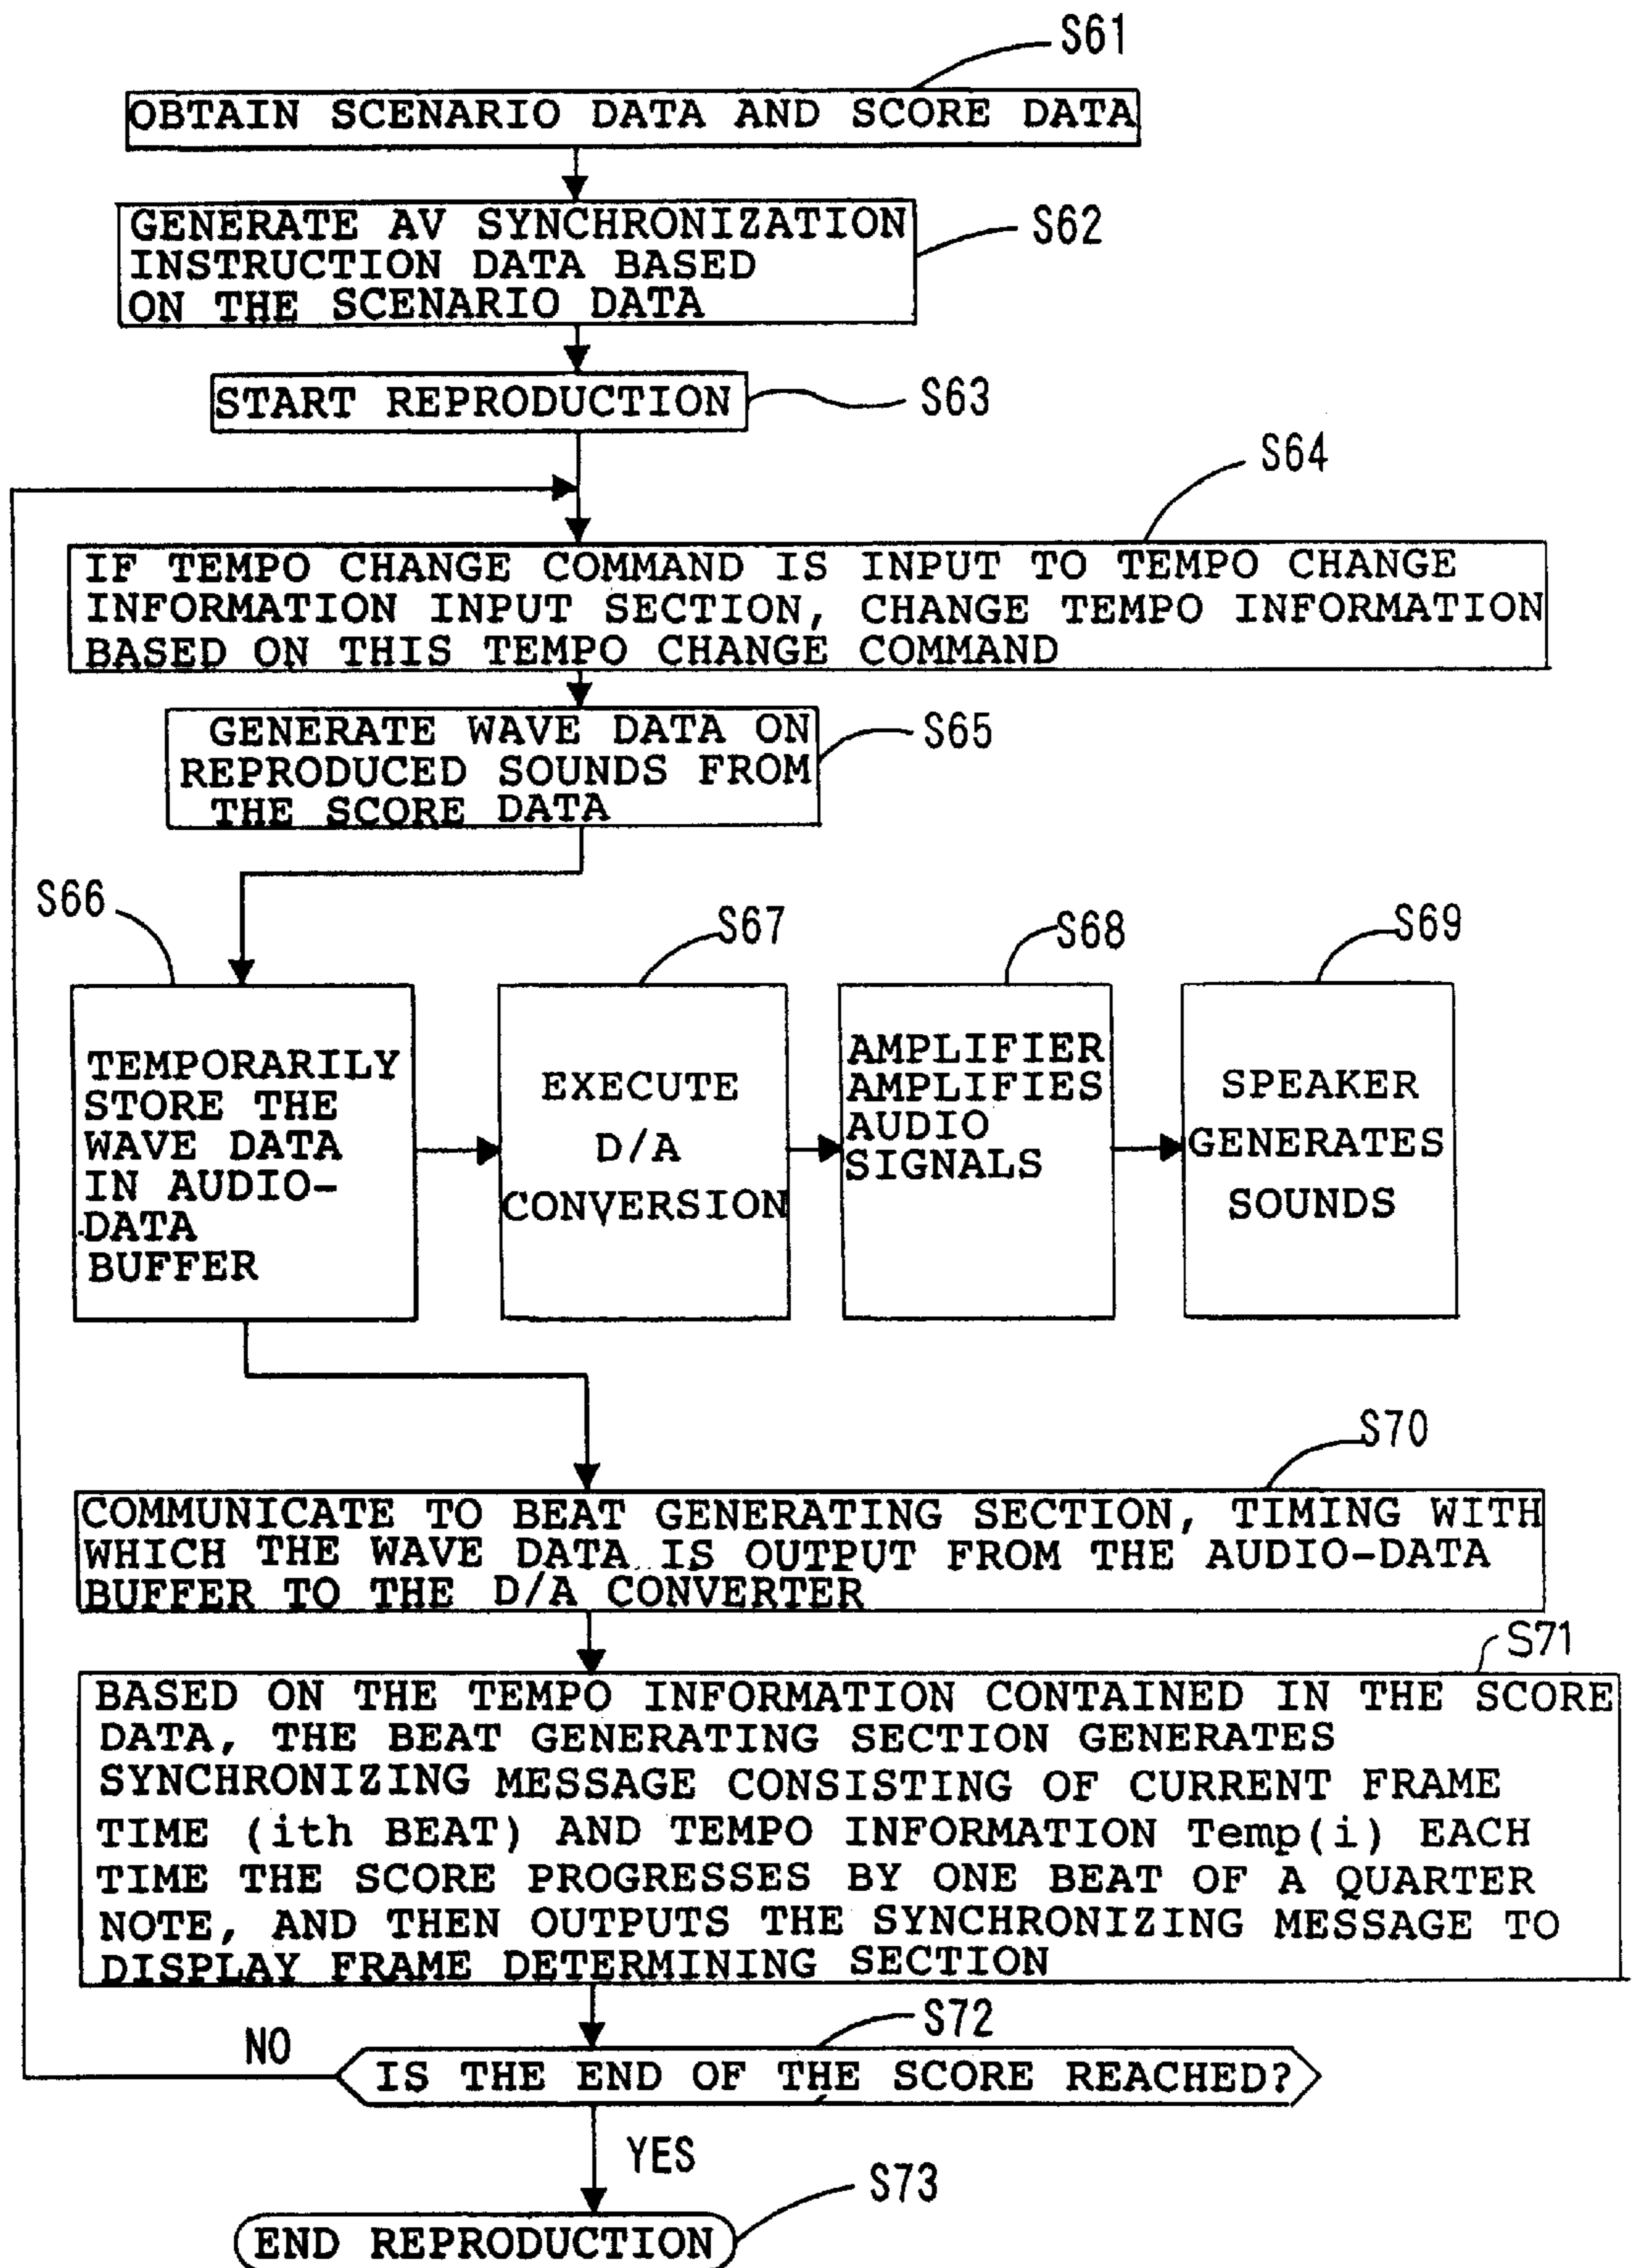 S61
OBTAIN SCENARIO DATA AND SCORE DATA
GENERATE AV SYNCHRONIZATION
INSTRUCTION DATA BASED
ON THE SCENARIO DATA
S62
START REPRODUCTION
S63
S64
IF TEMPO CHANGE COMMAND IS INPUT TO TEMPO CHANGE
INFORMATION INPUT SECTION, CHANGE TEMPO INFORMATION
BASED ON THIS TEMPO CHANGE COMMAND
GENERATE WAVE DATA ON
REPRODUCED SOUNDS FROM
THE SCORE DATA
S65
S66
TEMPORARILY
STORE THE
WAVE DATA
IN AUDIO-
DATA
BUFFER
S67
EXECUTE
D/A
CONVERSION
S68
AMPLIFIER
AMPLIFIES
AUDIO
SIGNALS
S69
SPEAKER
GENERATES
SOUNDS
S70
COMMUNICATE TO BEAT GENERATING SECTION, TIMING WITH
WHICH THE WAVE DATA IS OUTPUT FROM THE AUDIO-DATA
BUFFER TO THE D/A CONVERTER
S71
BASED ON THE TEMPO INFORMATION CONTAINED IN THE SCORE
DATA, THE BEAT GENERATING SECTION GENERATES
SYNCHRONIZING MESSAGE CONSISTING OF CURRENT FRAME
TIME (ith BEAT) AND TEMPO INFORMATION Temp(i) EACH
TIME THE SCORE PROGRESSES BY ONE BEAT OF A QUARTER
NOTE, AND THEN OUTPUTS THE SYNCHRONIZING MESSAGE TO
DISPLAY FRAME DETERMINING SECTION
S72
NO
IS THE END OF THE SCORE REACHED?
YES
S73
END REPRODUCTION